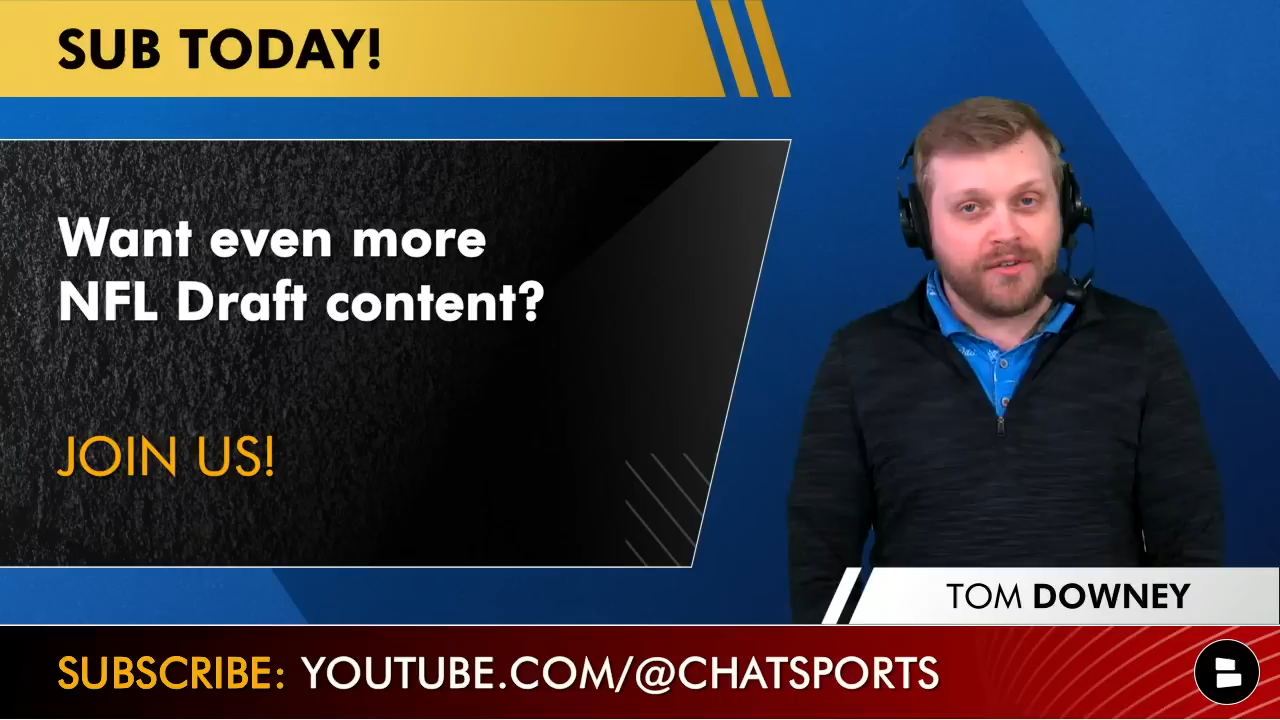 SUB TODAY!
Want even more
NFL Draft content?
JOIN US!
TOM DOWNEY
SUBSCRIBE: YOUTUBE.COM/@CHATSPORTS